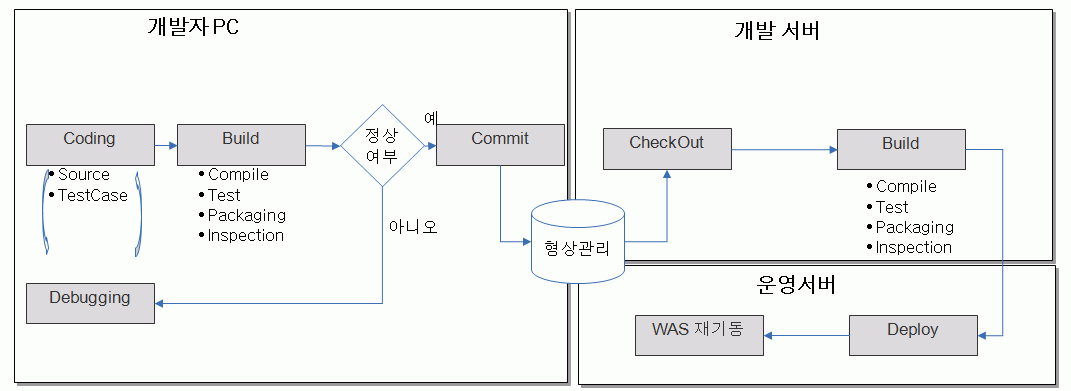 개발자 PC
Coding
• Source
• TestCase
Build
• Compile
• Test
• Packaging
• Inspection
정상
여부
예
아니오
Commit
Debugging
형상관리
개발 서버
CheckOut
Build
• Compile
• Test
• Packaging
• Inspection
운영서버
WAS 재기동
Deploy